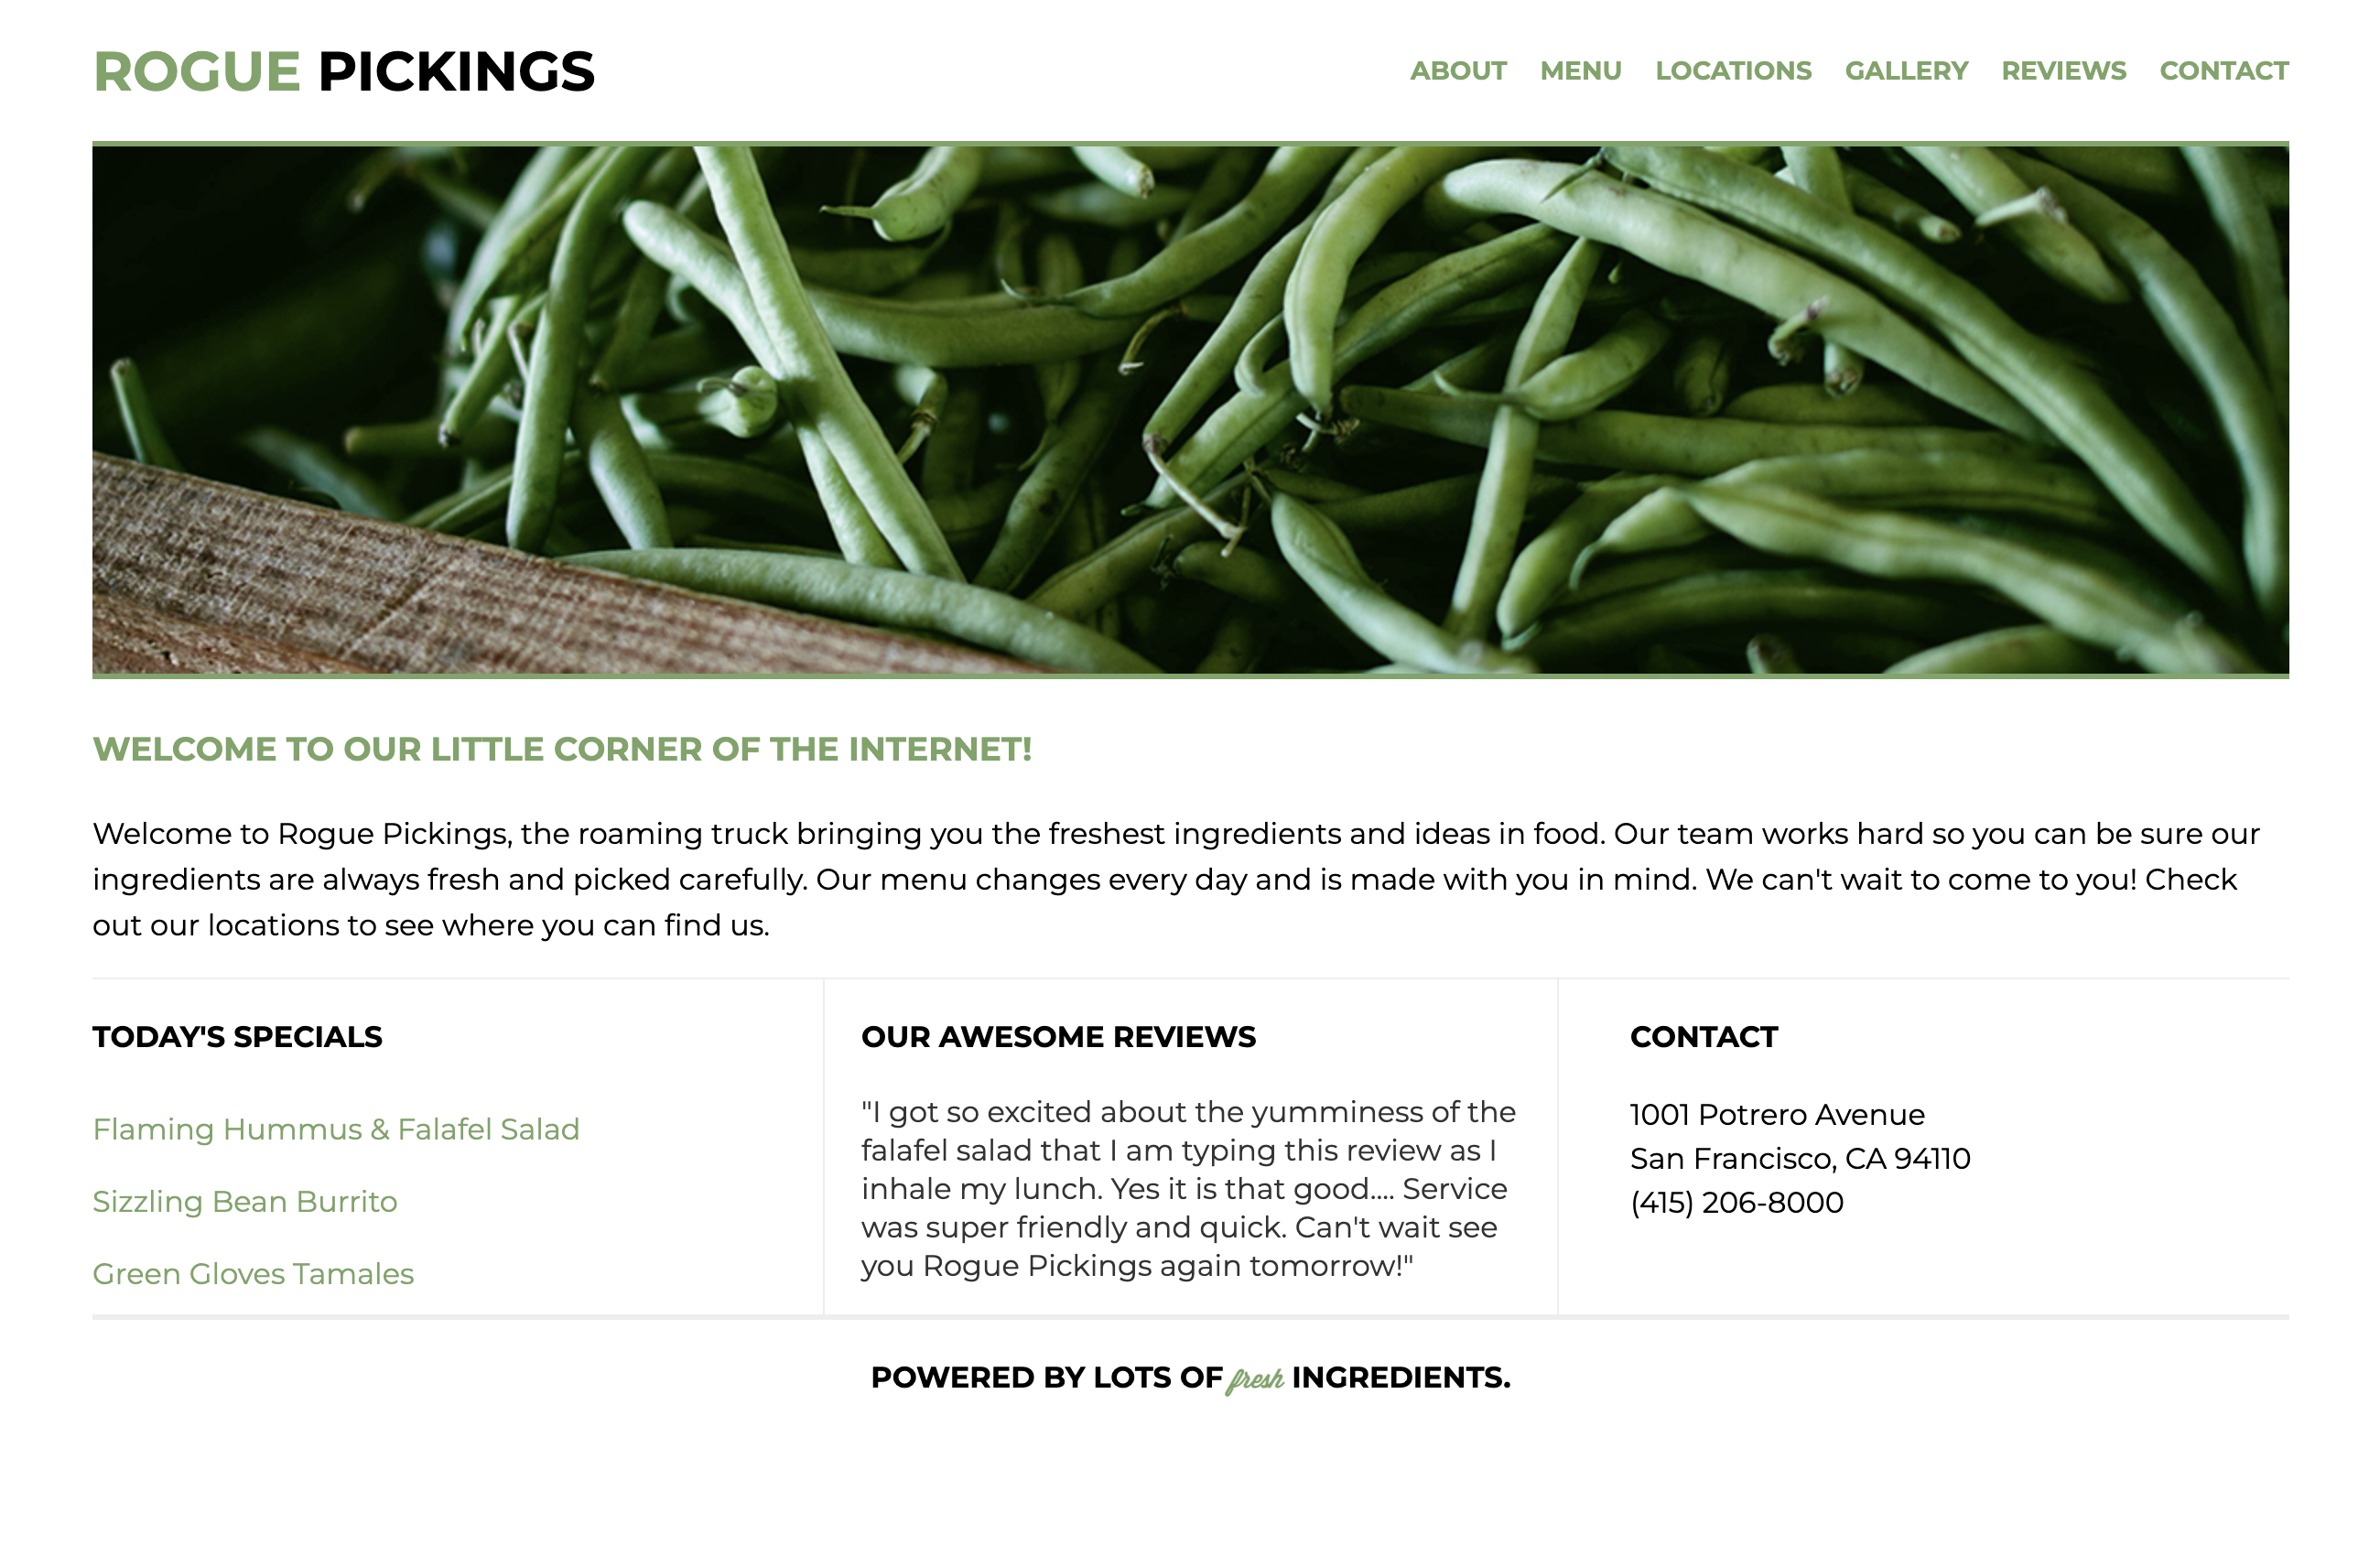 ROGUE PICKINGS
ABOUT MENU LOCATIONS GALLERY REVIEWS CONTACT
WELCOME TO OUR LITTLE CORNER OF THE INTERNET!
Welcome to Rogue Pickings, the roaming truck bringing you the freshest ingredients and ideas in food. Our team works hard so you can be sure our
ingredients are always fresh and picked carefully. Our menu changes every day and is made with you in mind. We can't wait to come to you! Check
out our locations to see where you can find us.
TODAY'S SPECIALS
Flaming Hummus & Falafel Salad
Sizzling Bean Burrito
Green Gloves Tamales
OUR AWESOME REVIEWS
"I got so excited about the yumminess of the
falafel salad that I am typing this review as I
inhale my lunch. Yes it is that good.... Service
was super friendly and quick. Can't wait see
you Rogue Pickings again tomorrow!"
CONTACT
1001 Potrero Avenue
San Francisco, CA 94110
(415) 206-8000
POWERED BY LOTS OF fresh INGREDIENTS.